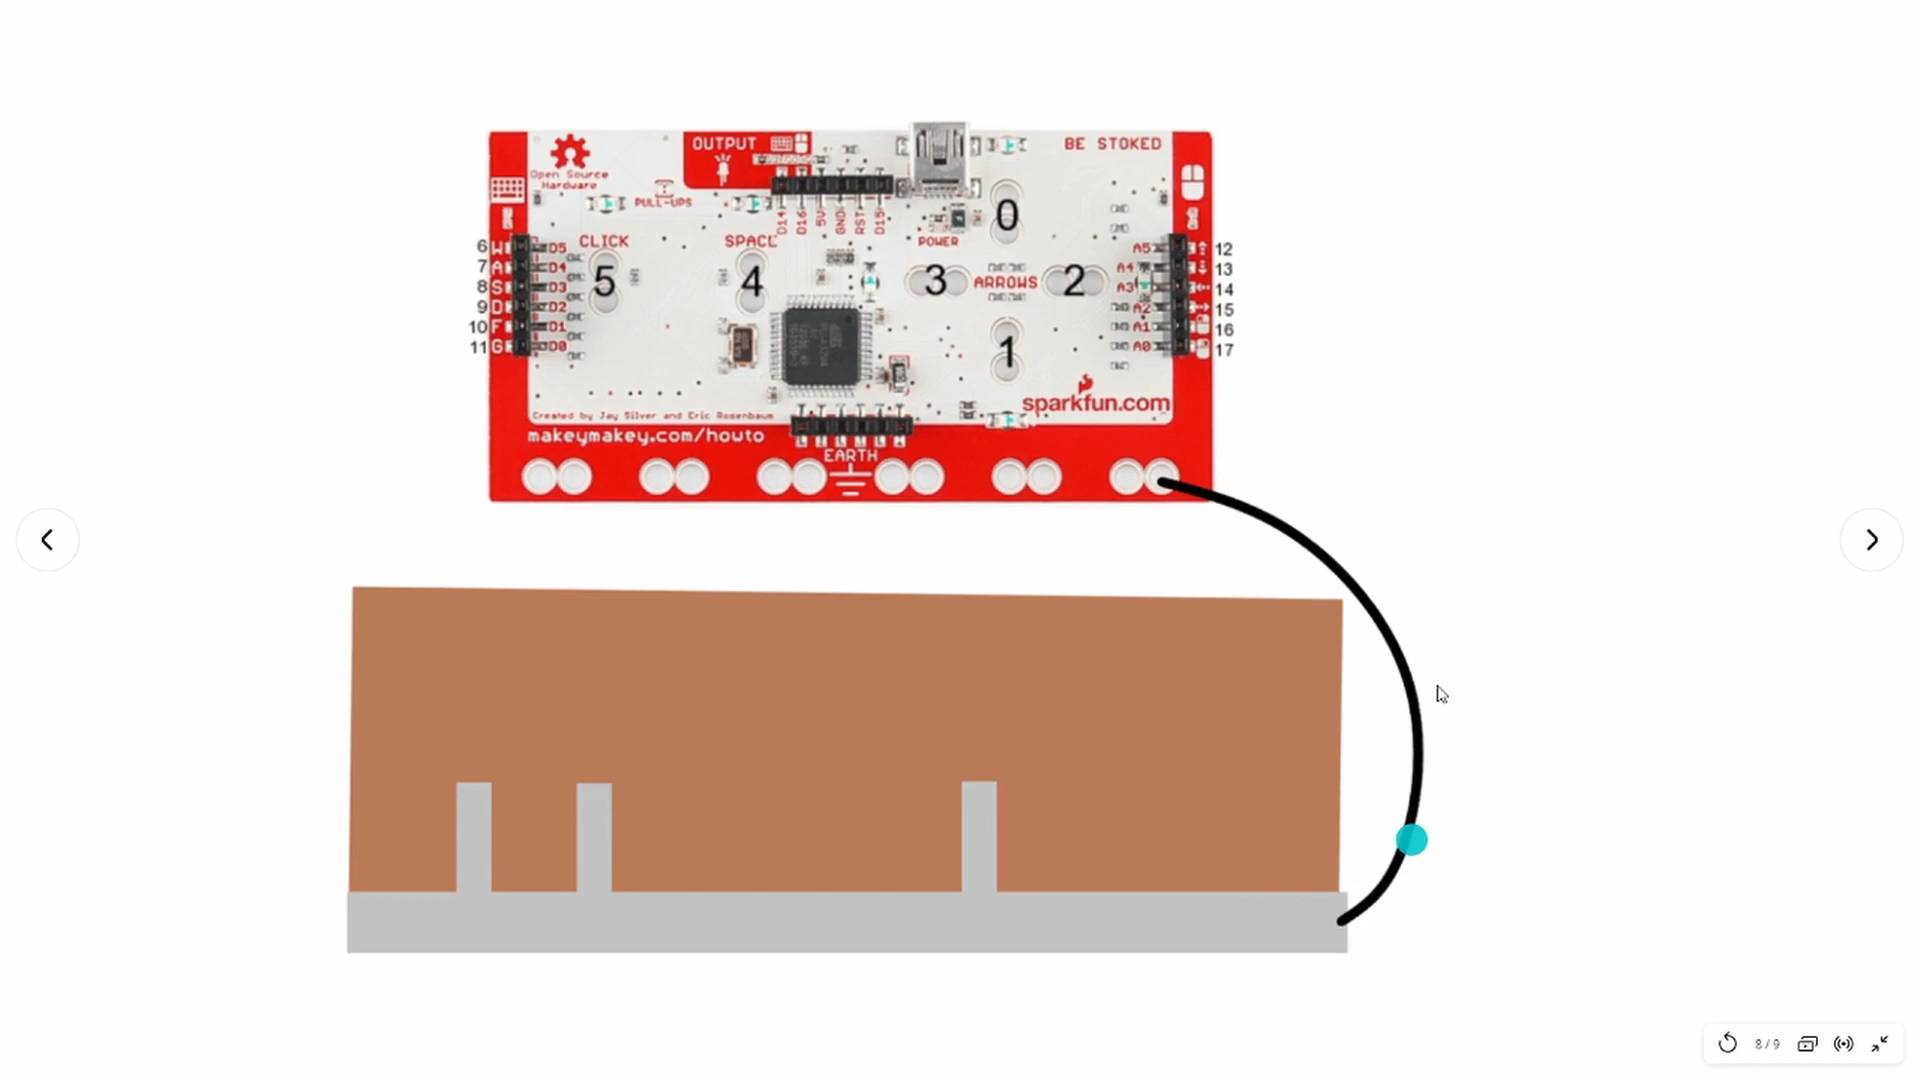 OUTPUT
BE STOKED
Open Source
Hardware
PULL-UPS
D14
D16
5V
GND
RST
D15
0
CLICK
SPACE
POWER
6 W D5
7 A D4
8 S D3
9 D D2
10 F D1
11 G D0
5
4
3
ARROWS
2
1
A5 12
A4 13
A3 14
A2 15
A1 16
A0 17
sparkfun.com
Created by Jay Silver and Eric Rosenbaum
makeymakey.com/howto
EARTH
8/9